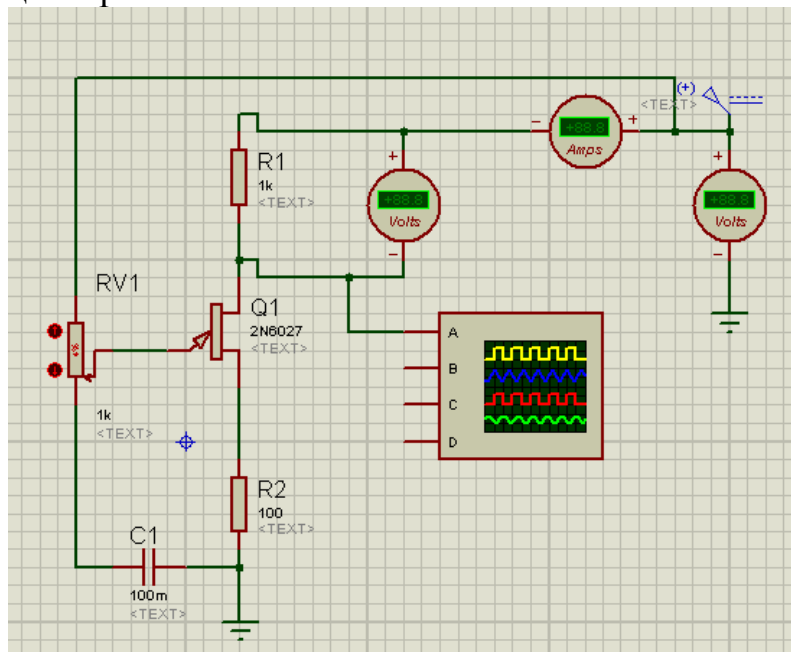 (+)
<TEXT>
- +
+88.8
Amps
R1
1k
<TEXT>
+
+88.8
Volts
-
+
+88.8
Volts
-
RV1
Q1
2N6027
<TEXT>
A
B
C
D
1k
<TEXT>
R2
100
<TEXT>
C1
100m
<TEXT>